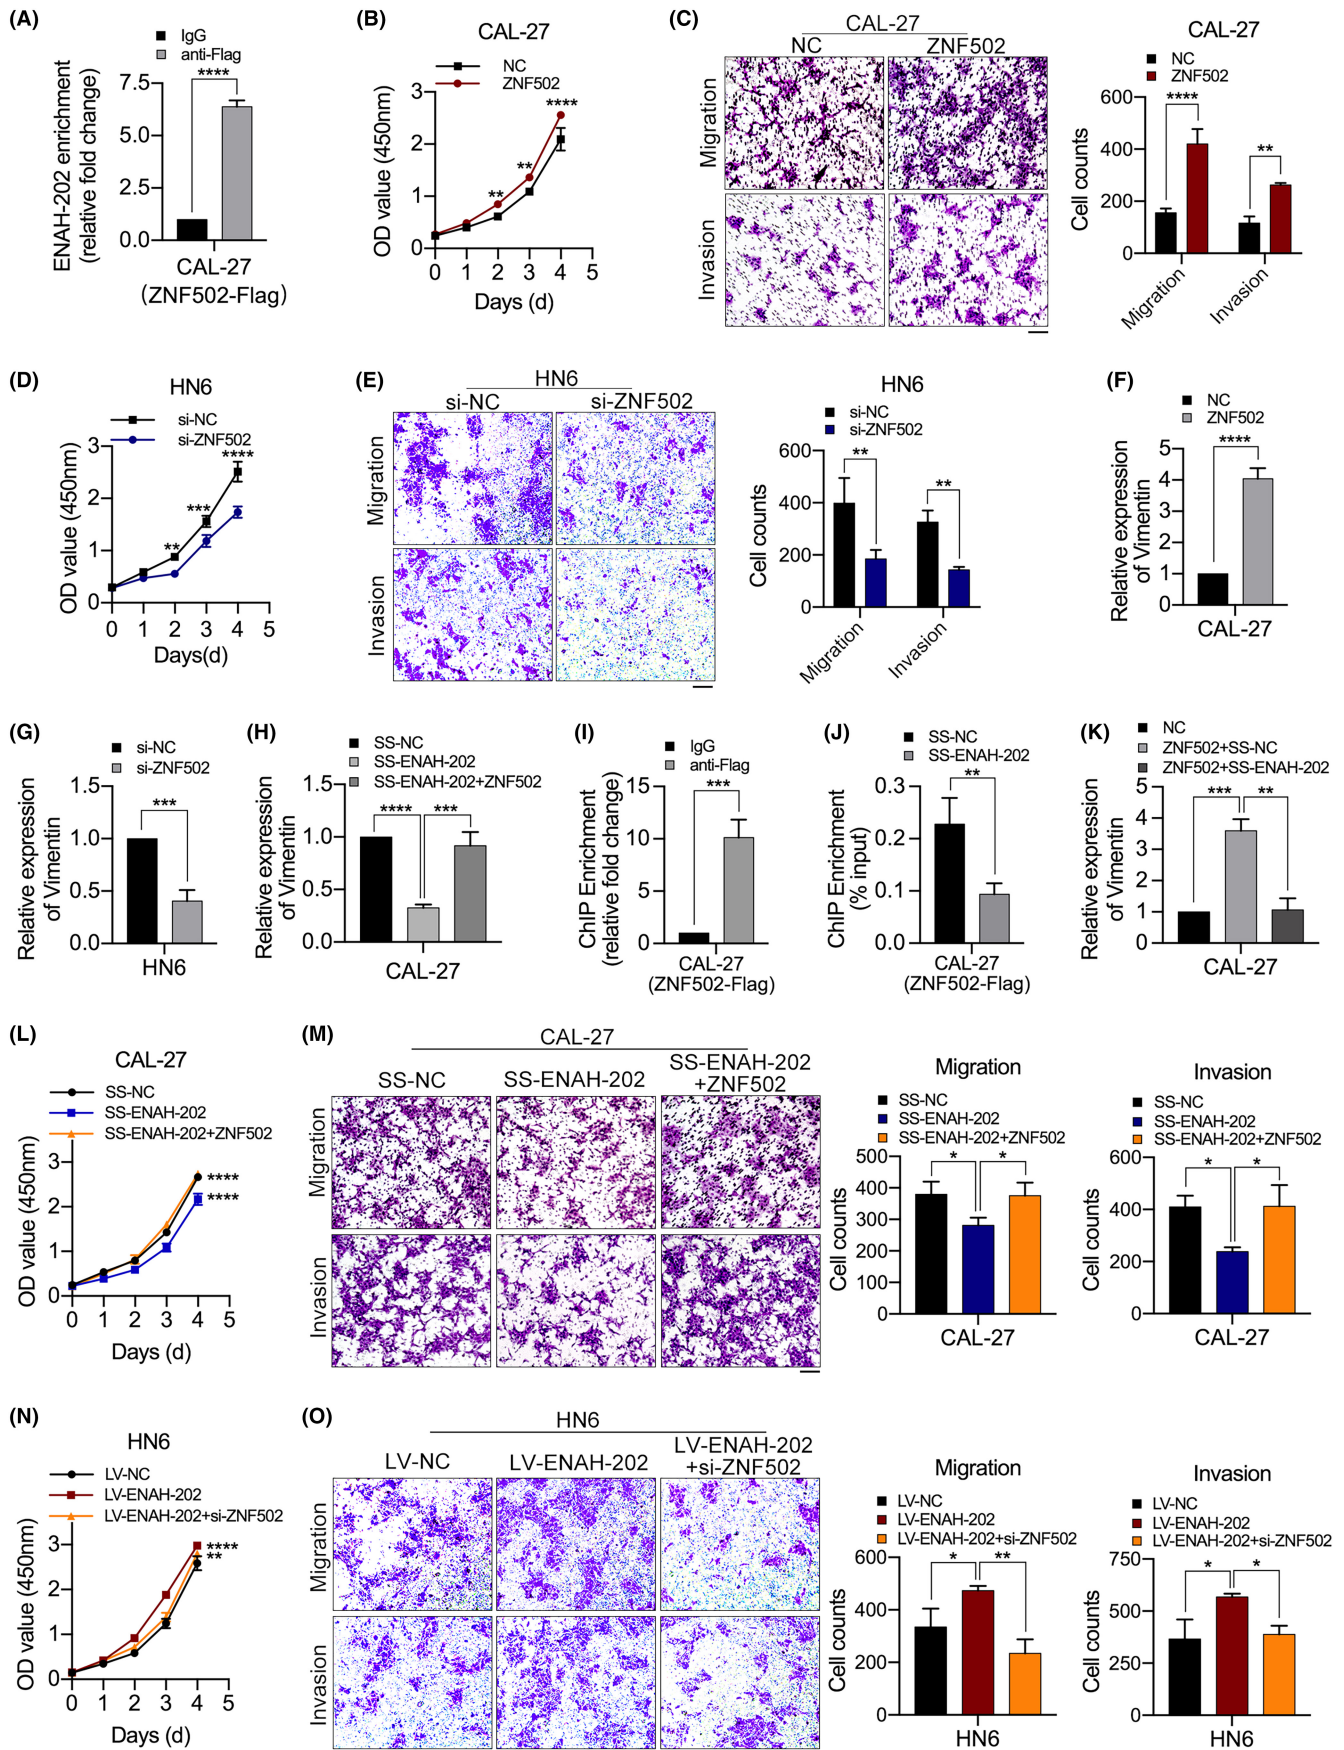 (A)
IgG
anti-Flag
ENAH-202 enrichment
(relative fold change)
7.5
5.0
2.5
0.0
****
CAL-27
(ZNF502-Flag)
(B)
CAL-27
NC
ZNF502
OD value (450nm)
3
2
1
0
**
**
****
0 1 2 3 4 5
Days (d)
(C)
CAL-27
NC ZNF502
Migration
Invasion
CAL-27
NC
ZNF502
Cell counts
600
400
200
0
****
**
Migration
Invasion
(D)
HN6
si-NC
si-ZNF502
OD value (450nm)
3
2
1
0
**
***
****
0 1 2 3 4 5
Days(d)
(E)
HN6
si-NC si-ZNF502
Migration
Invasion
HN6
si-NC
si-ZNF502
Cell counts
600
400
200
0
**
**
Migration
Invasion
(F)
NC
ZNF502
Relative expression
of Vimentin
5
4
3
2
1
0
****
CAL-27
(G)
si-NC
si-ZNF502
Relative expression
of Vimentin
1.5
1.0
0.5
0.0
***
HN6
(H)
SS-NC
SS-ENAH-202
SS-ENAH-202+ZNF502
Relative expression
of Vimentin
1.5
1.0
0.5
0.0
**** ***
CAL-27
(I)
IgG
anti-Flag
ChIP Enrichment
(relative fold change)
15
10
5
0
***
CAL-27
(ZNF502-Flag)
(J)
SS-NC
SS-ENAH-202
ChIP Enrichment
(% input)
0.3
0.2
0.1
0.0
**
CAL-27
(ZNF502-Flag)
(K)
NC
ZNF502+SS-NC
ZNF502+SS-ENAH-202
Relative expression
of Vimentin
5
4
3
2
1
0
*** **
CAL-27
(L)
CAL-27
SS-NC
SS-ENAH-202
SS-ENAH-202+ZNF502
OD value (450nm)
3
2
1
0
****
****
0 1 2 3 4 5
Days (d)
(M)
CAL-27
SS-NC SS-ENAH-202 SS-ENAH-202
+ZNF502
Migration
Invasion
Migration
SS-NC
SS-ENAH-202
SS-ENAH-202+ZNF502
Cell counts
500
400
300
200
100
0
* *
CAL-27
Invasion
SS-NC
SS-ENAH-202
SS-ENAH-202+ZNF502
Cell counts
600
400
200
0
* *
CAL-27
(N)
HN6
LV-NC
LV-ENAH-202
LV-ENAH-202+si-ZNF502
OD value (450nm)
3
2
1
0
****
**
0 1 2 3 4 5
Days (d)
(O)
HN6
LV-NC LV-ENAH-202 LV-ENAH-202
+si-ZNF502
Migration
Invasion
Migration
LV-NC
LV-ENAH-202
LV-ENAH-202+si-ZNF502
Cell counts
600
400
200
0
* **
HN6
Invasion
LV-NC
LV-ENAH-202
LV-ENAH-202+si-ZNF502
Cell counts
750
500
250
0
* *
HN6